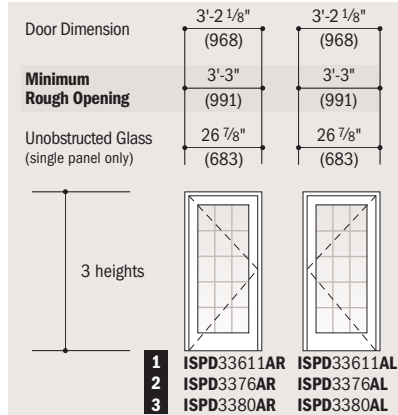 Door Dimension 3'-2 1/8" 3'-2 1/8"
(968) (968)
Minimum
Rough Opening 3'-3" 3'-3"
(991) (991)
Unobstructed Glass 26 7/8" 26 7/8"
(single panel only) (683) (683)
3 heights
1 ISPD33611AR ISPD33611AL
2 ISPD3376AR ISPD3376AL
3 ISPD3380AR ISPD3380AL